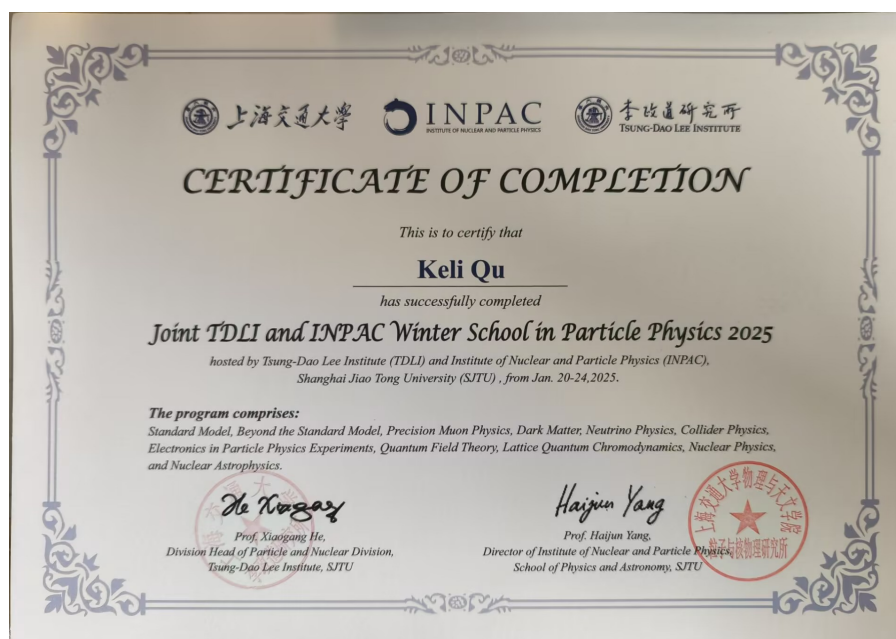 上海交通大學
INPAC
INSTITUTE OF NUCLEAR AND PARTICLE PHYSICS
李政道研究所
TSUNG-DAO LEE INSTITUTE
CERTIFICATE OF COMPLETION
This is to certify that
Keli Qu
has successfully completed
Joint TDLI and INPAC Winter School in Particle Physics 2025
hosted by Tsung-Dao Lee Institute (TDLI) and Institute of Nuclear and Particle Physics (INPAC),
Shanghai Jiao Tong University (SJTU) , from Jan. 20-24,2025.
The program comprises:
Standard Model, Beyond the Standard Model, Precision Muon Physics, Dark Matter, Neutrino Physics, Collider Physics,
Electronics in Particle Physics Experiments, Quantum Field Theory, Lattice Quantum Chromodynamics, Nuclear Physics,
and Nuclear Astrophysics.
He Xiaogang
Prof. Xiaogang He,
Division Head of Particle and Nuclear Division,
Tsung-Dao Lee Institute, SJTU
Haijun Yang
Prof. Haijun Yang,
Director of Institute of Nuclear and Particle Physics,
School of Physics and Astronomy, SJTU
上海交通大学物理与天文学院
粒子与核物理研究所